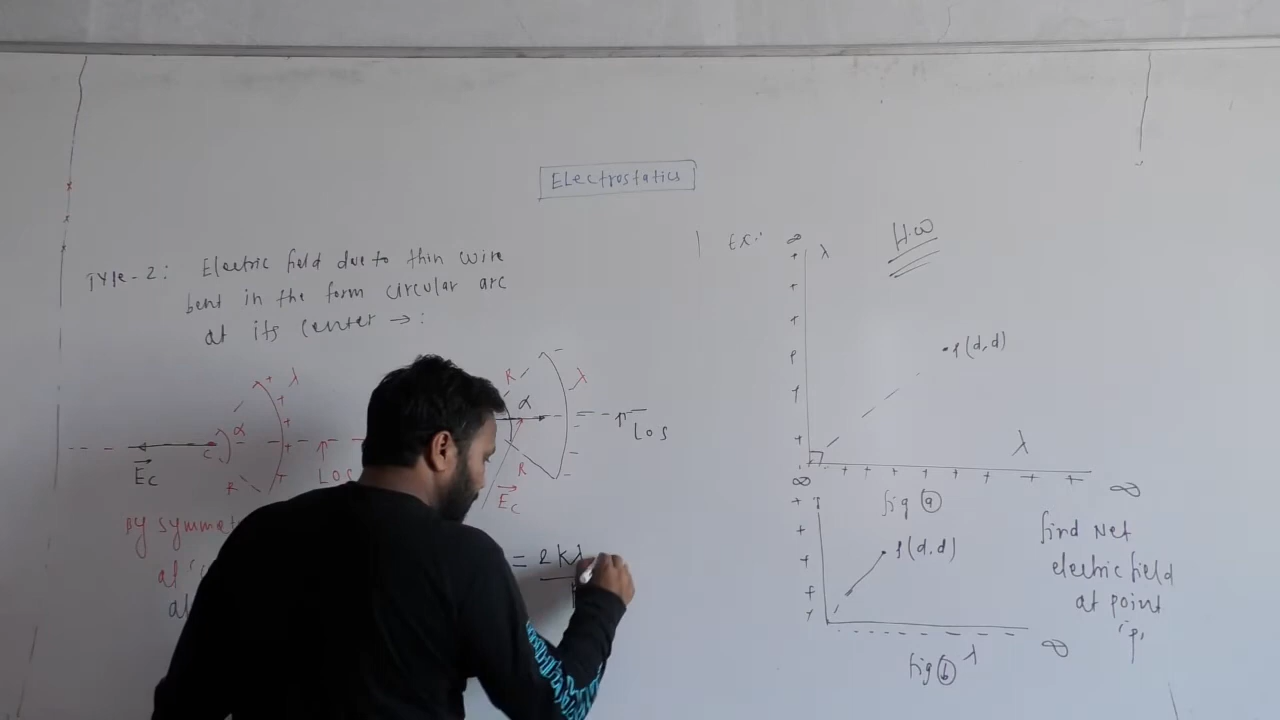 Electrostatics
TYPE-2: Electric field due to thin wire
bent in the form circular arc
at its center →:
λ
α
C
R
↑
LOS
Ec
By symmet
at
R
λ
α
↑
LOS
R
Ec
= 2Kλ
Ex:
∞
λ
H.W
P(d,d)
λ
∞
∞
fig (a)
P(d,d)
∞
λ
fig (b)
find Net
electric field
at point
'P'